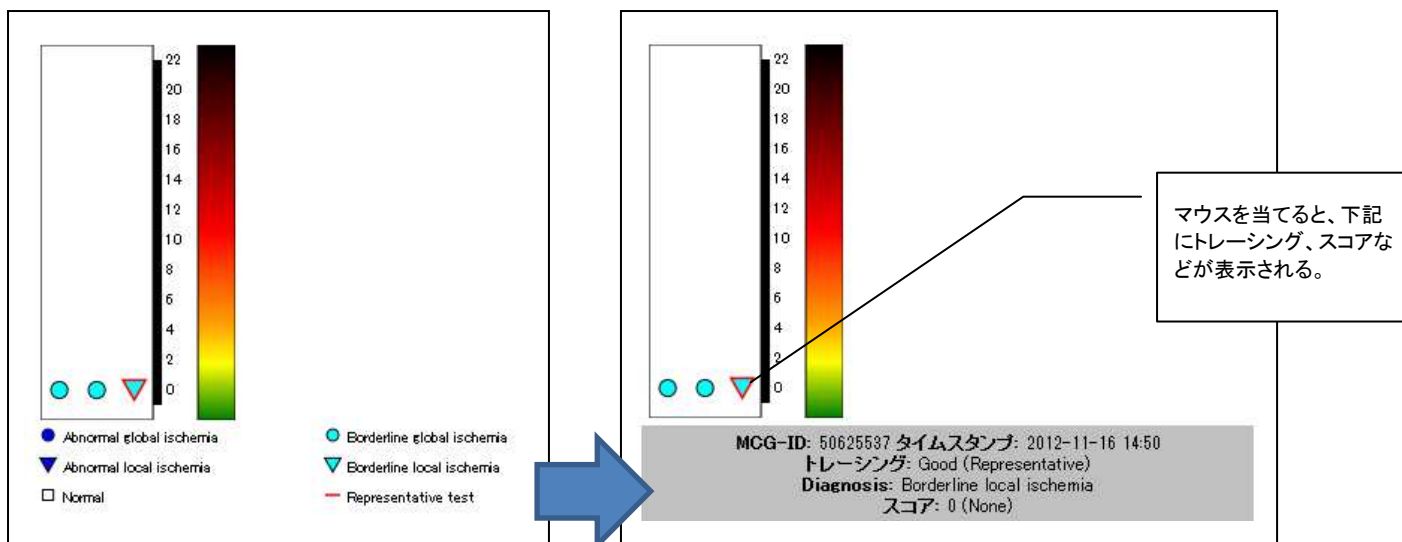 22
20
18
16
14
12
10
8
6
4
2
0
Abnormal global ischemia
Borderline global ischemia
Abnormal local ischemia
Borderline local ischemia
Normal
Representative test
22
20
18
16
14
12
10
8
6
4
2
0
MCG-ID: 50625537 タイムスタンプ: 2012-11-16 14:50
トレーシング: Good (Representative)
Diagnosis: Borderline local ischemia
スコア: 0 (None)
マウスを当てると、下記
にトレーシング、スコアな
どが表示される。